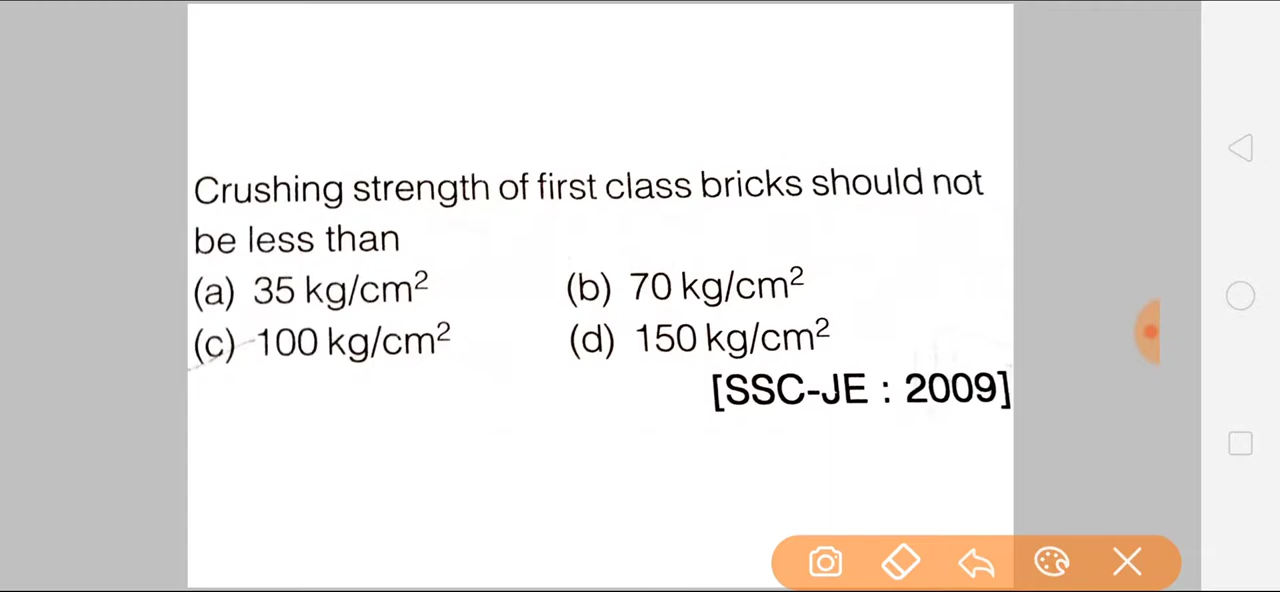 Crushing strength of first class bricks should not
be less than
(a) 35 kg/cm² (b) 70 kg/cm²
(c) 100 kg/cm² (d) 150 kg/cm²
[SSC-JE : 2009]